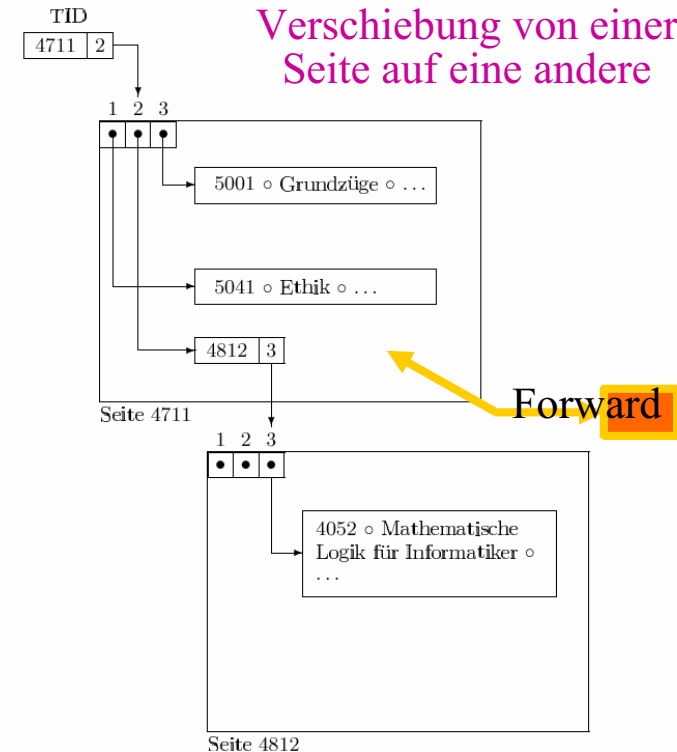 TID
4711 2
Verschiebung von einer
Seite auf eine andere
1 2 3
5001 ∘ Grundzüge ∘ ...
5041 ∘ Ethik ∘ ...
4812 3
Forward
Seite 4711
1 2 3
4052 ∘ Mathematische
Logik für Informatiker ∘
...
Seite 4812